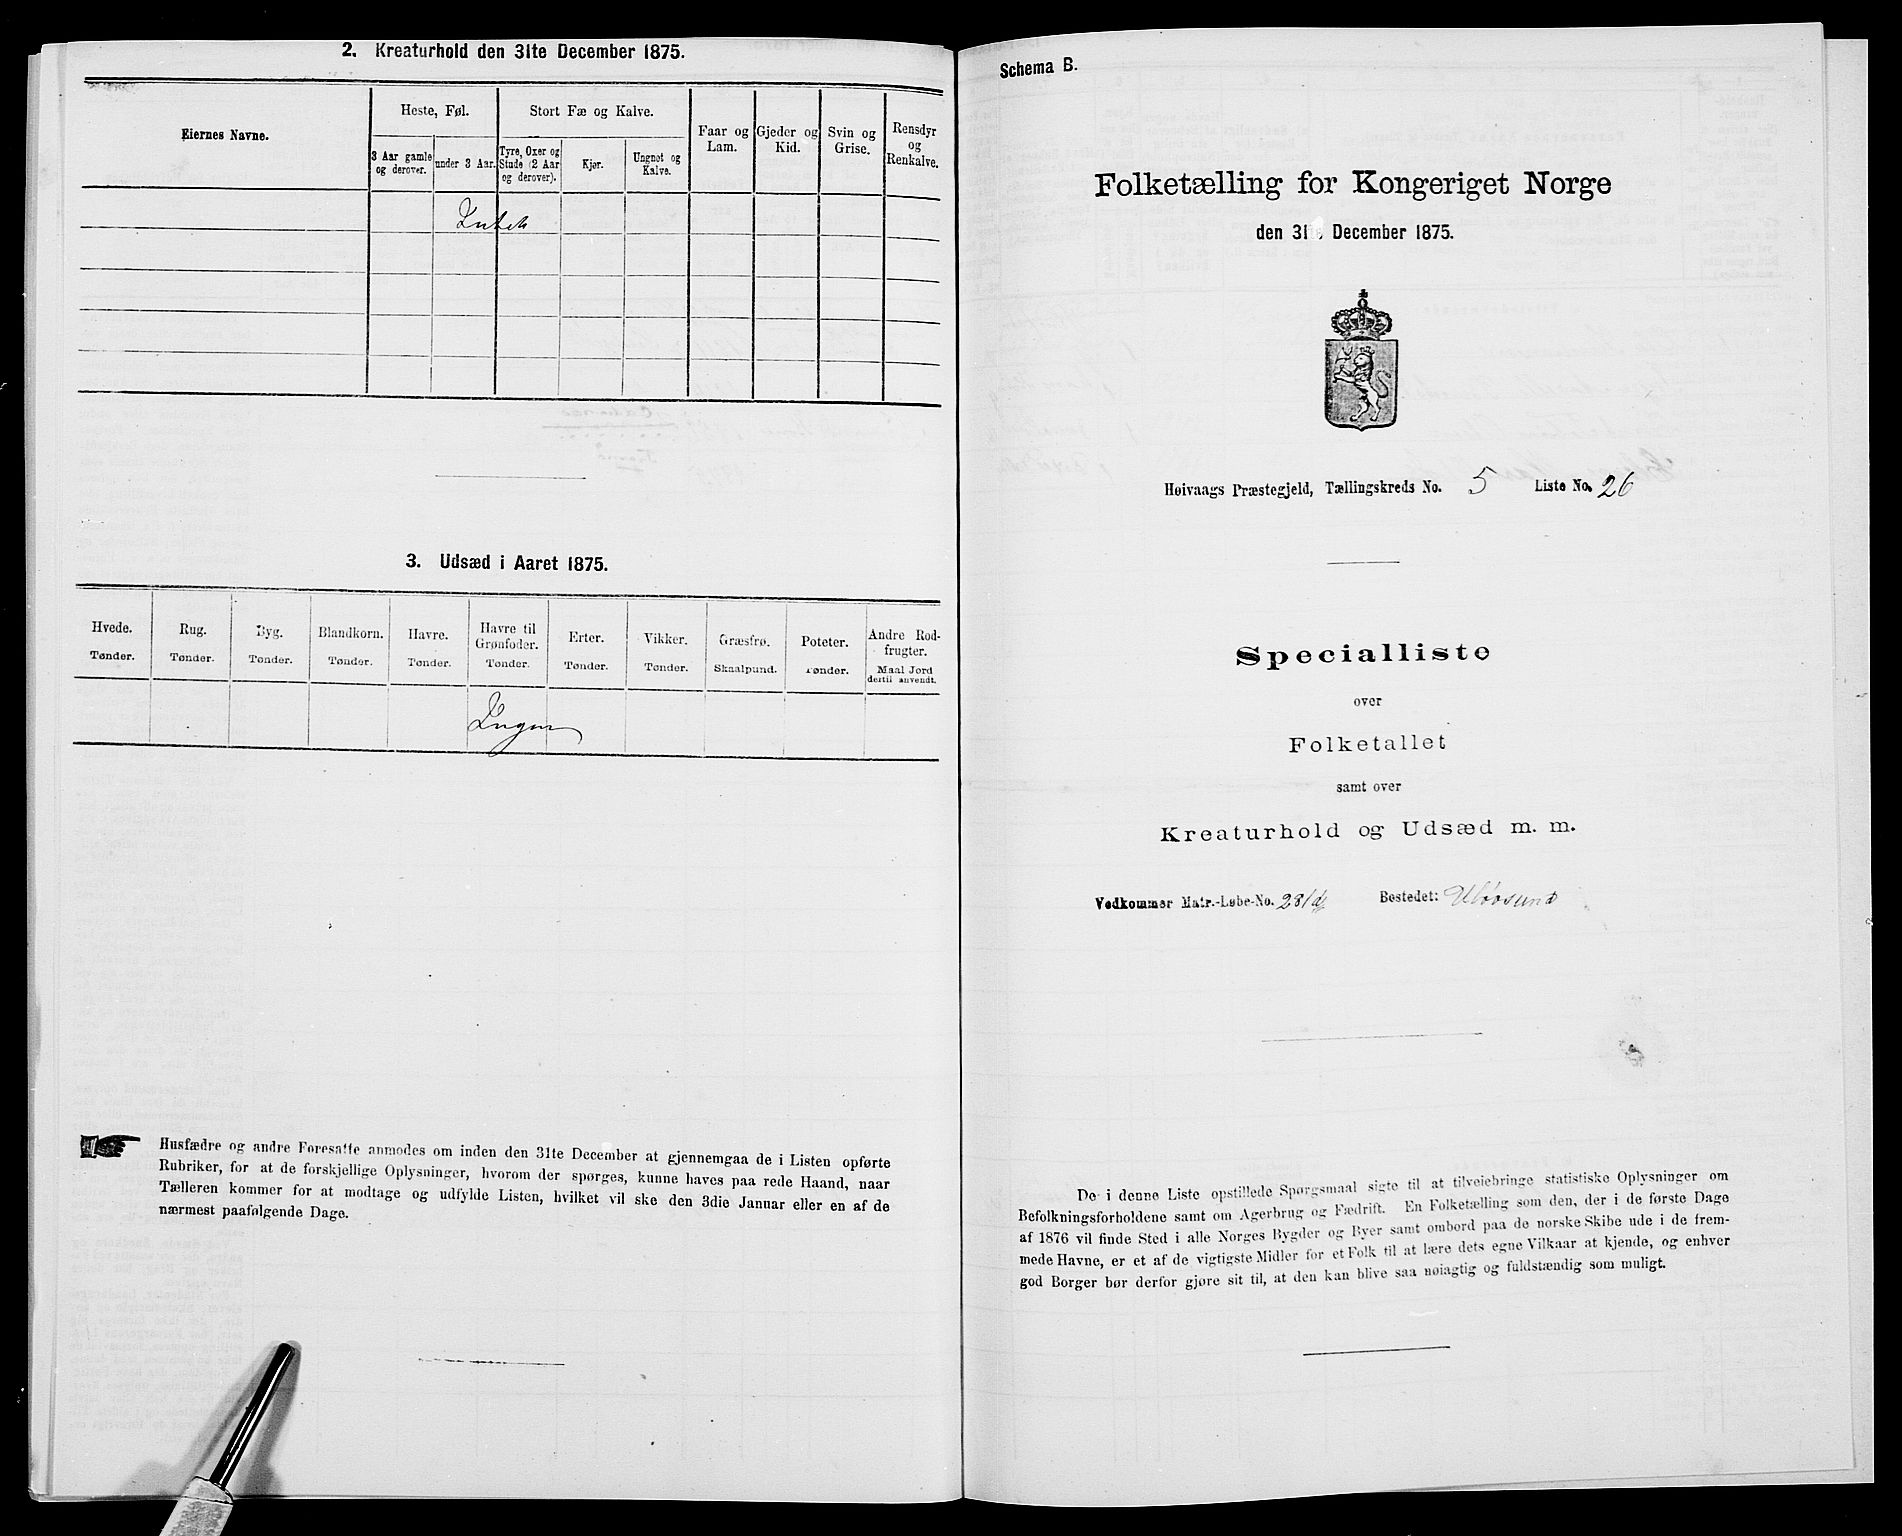 2. Kreaturhold den 31te December 1875.
Eiernes Navne.
Heste, Føl.
3 Aar gamle og derover.
under 3 Aar.
Stort Fæ og Kalve.
Tyre, Oxer og Stude (2 Aar og derover).
Kjør.
Ungnøt og Kalve.
Faar og Lam.
Gjeder og Kid.
Svin og Grise.
Rensdyr og Renkalve.
Intet
3. Udsæd i Aaret 1875.
Hvede. Tønder.
Rug. Tønder.
Byg. Tønder.
Blandkorn. Tønder.
Havre. Tønder.
Havre til Grønfoder. Tønder.
Erter. Tønder.
Vikker. Tønder.
Græsfrø. Skaalpund.
Poteter. Tønder.
Andre Rodfrugter. Maal Jord dertil anvendt.
Ingen
Husfædre og andre Foresatte anmodes om inden den 31te December at gjennemgaa de i Listen opførte
Rubriker, for at de forskjellige Oplysninger, hvorom der spørges, kunne haves paa rede Haand, naar
Tælleren kommer for at modtage og udfylde Listen, hvilket vil ske den 3die Januar eller en af de
nærmest paafølgende Dage.
Schema B.
Folketælling for Kongeriget Norge
den 31te December 1875.
Høivaags Præstegjeld, Tællingskreds No. 5 Liste No. 26
Specialliste
over
Folketallet
samt over
Kreaturhold og Udsæd m. m.
Vedkommer Matr.-Løbe-No. 281d Bostedet: Ulvøsund
De i denne Liste opstillede Spørgsmaal sigte til at tilveiebringe statistiske Oplysninger om
Befolkningsforholdene samt om Agerbrug og Fædrift. En Folketælling som den, der i de første Dage
af 1876 vil finde Sted i alle Norges Bygder og Byer samt ombord paa de norske Skibe ude i de frem-
mede Havne, er et af de vigtigste Midler for et Folk til at lære dets egne Vilkaar at kjende, og enhver
god Borger bør derfor gjøre sit til, at den kan blive saa nøiagtig og fuldstændig som muligt.